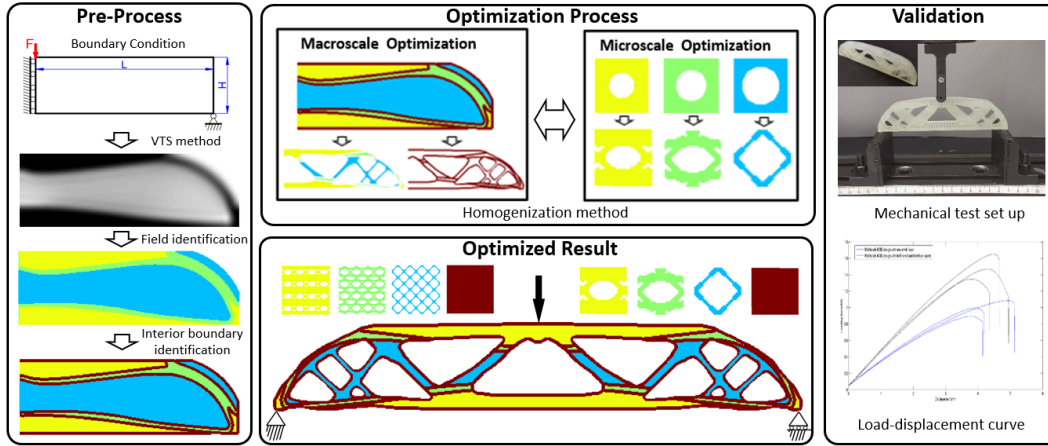 Pre-Process
F
Boundary Condition
L
H
VTS method
Field identification
Interior boundary
identification
Optimization Process
Macroscale Optimization
Microscale Optimization
Homogenization method
Optimized Result
Validation
Mechanical test set up
Load-displacement curve